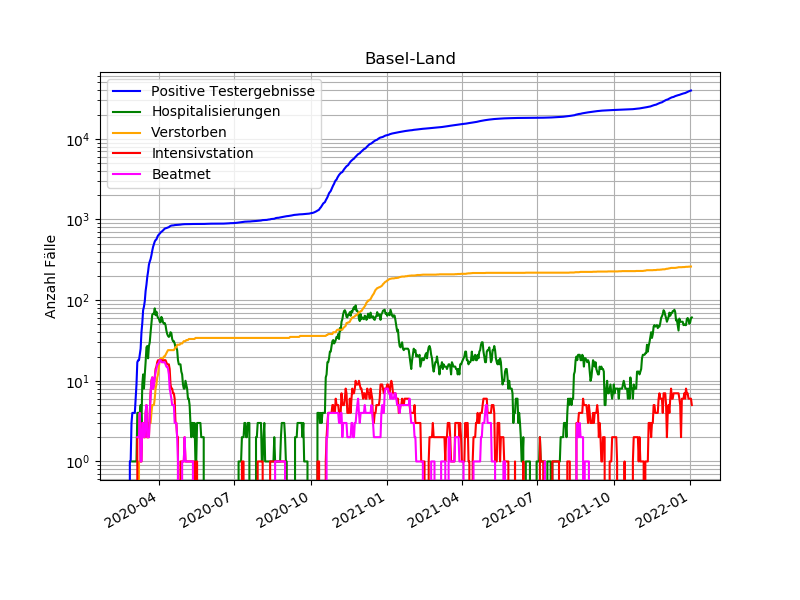 Basel-Land
Positive Testergebnisse
Hospitalisierungen
Verstorben
Intensivstation
Beatmet
Anzahl Fälle
10^4
10^3
10^2
10^1
10^0
2020-04
2020-07
2020-10
2021-01
2021-04
2021-07
2021-10
2022-01